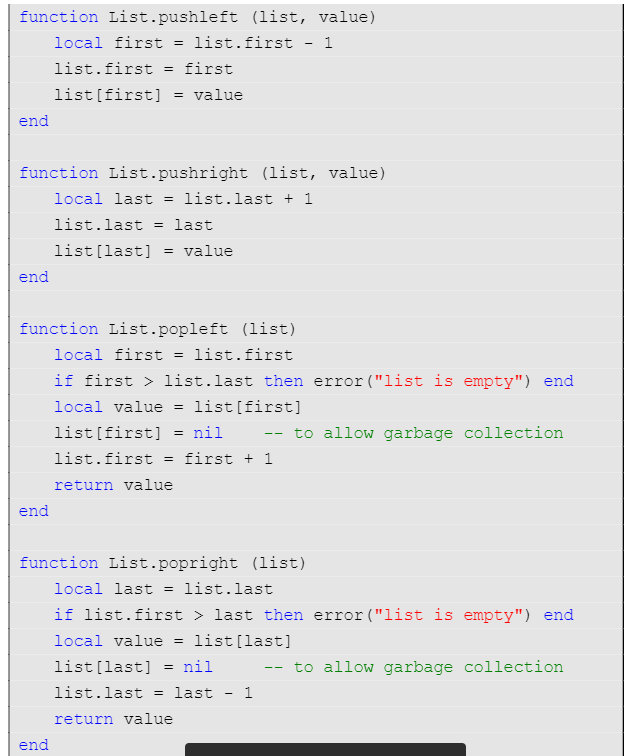 function List.pushleft (list, value)
local first = list.first - 1
list.first = first
list[first] = value
end
function List.pushright (list, value)
local last = list.last + 1
list.last = last
list[last] = value
end
function List.popleft (list)
local first = list.first
if first > list.last then error("list is empty") end
local value = list[first]
list[first] = nil    -- to allow garbage collection
list.first = first + 1
return value
end
function List.popright (list)
local last = list.last
if list.first > last then error("list is empty") end
local value = list[last]
list[last] = nil     -- to allow garbage collection
list.last = last - 1
return value
end